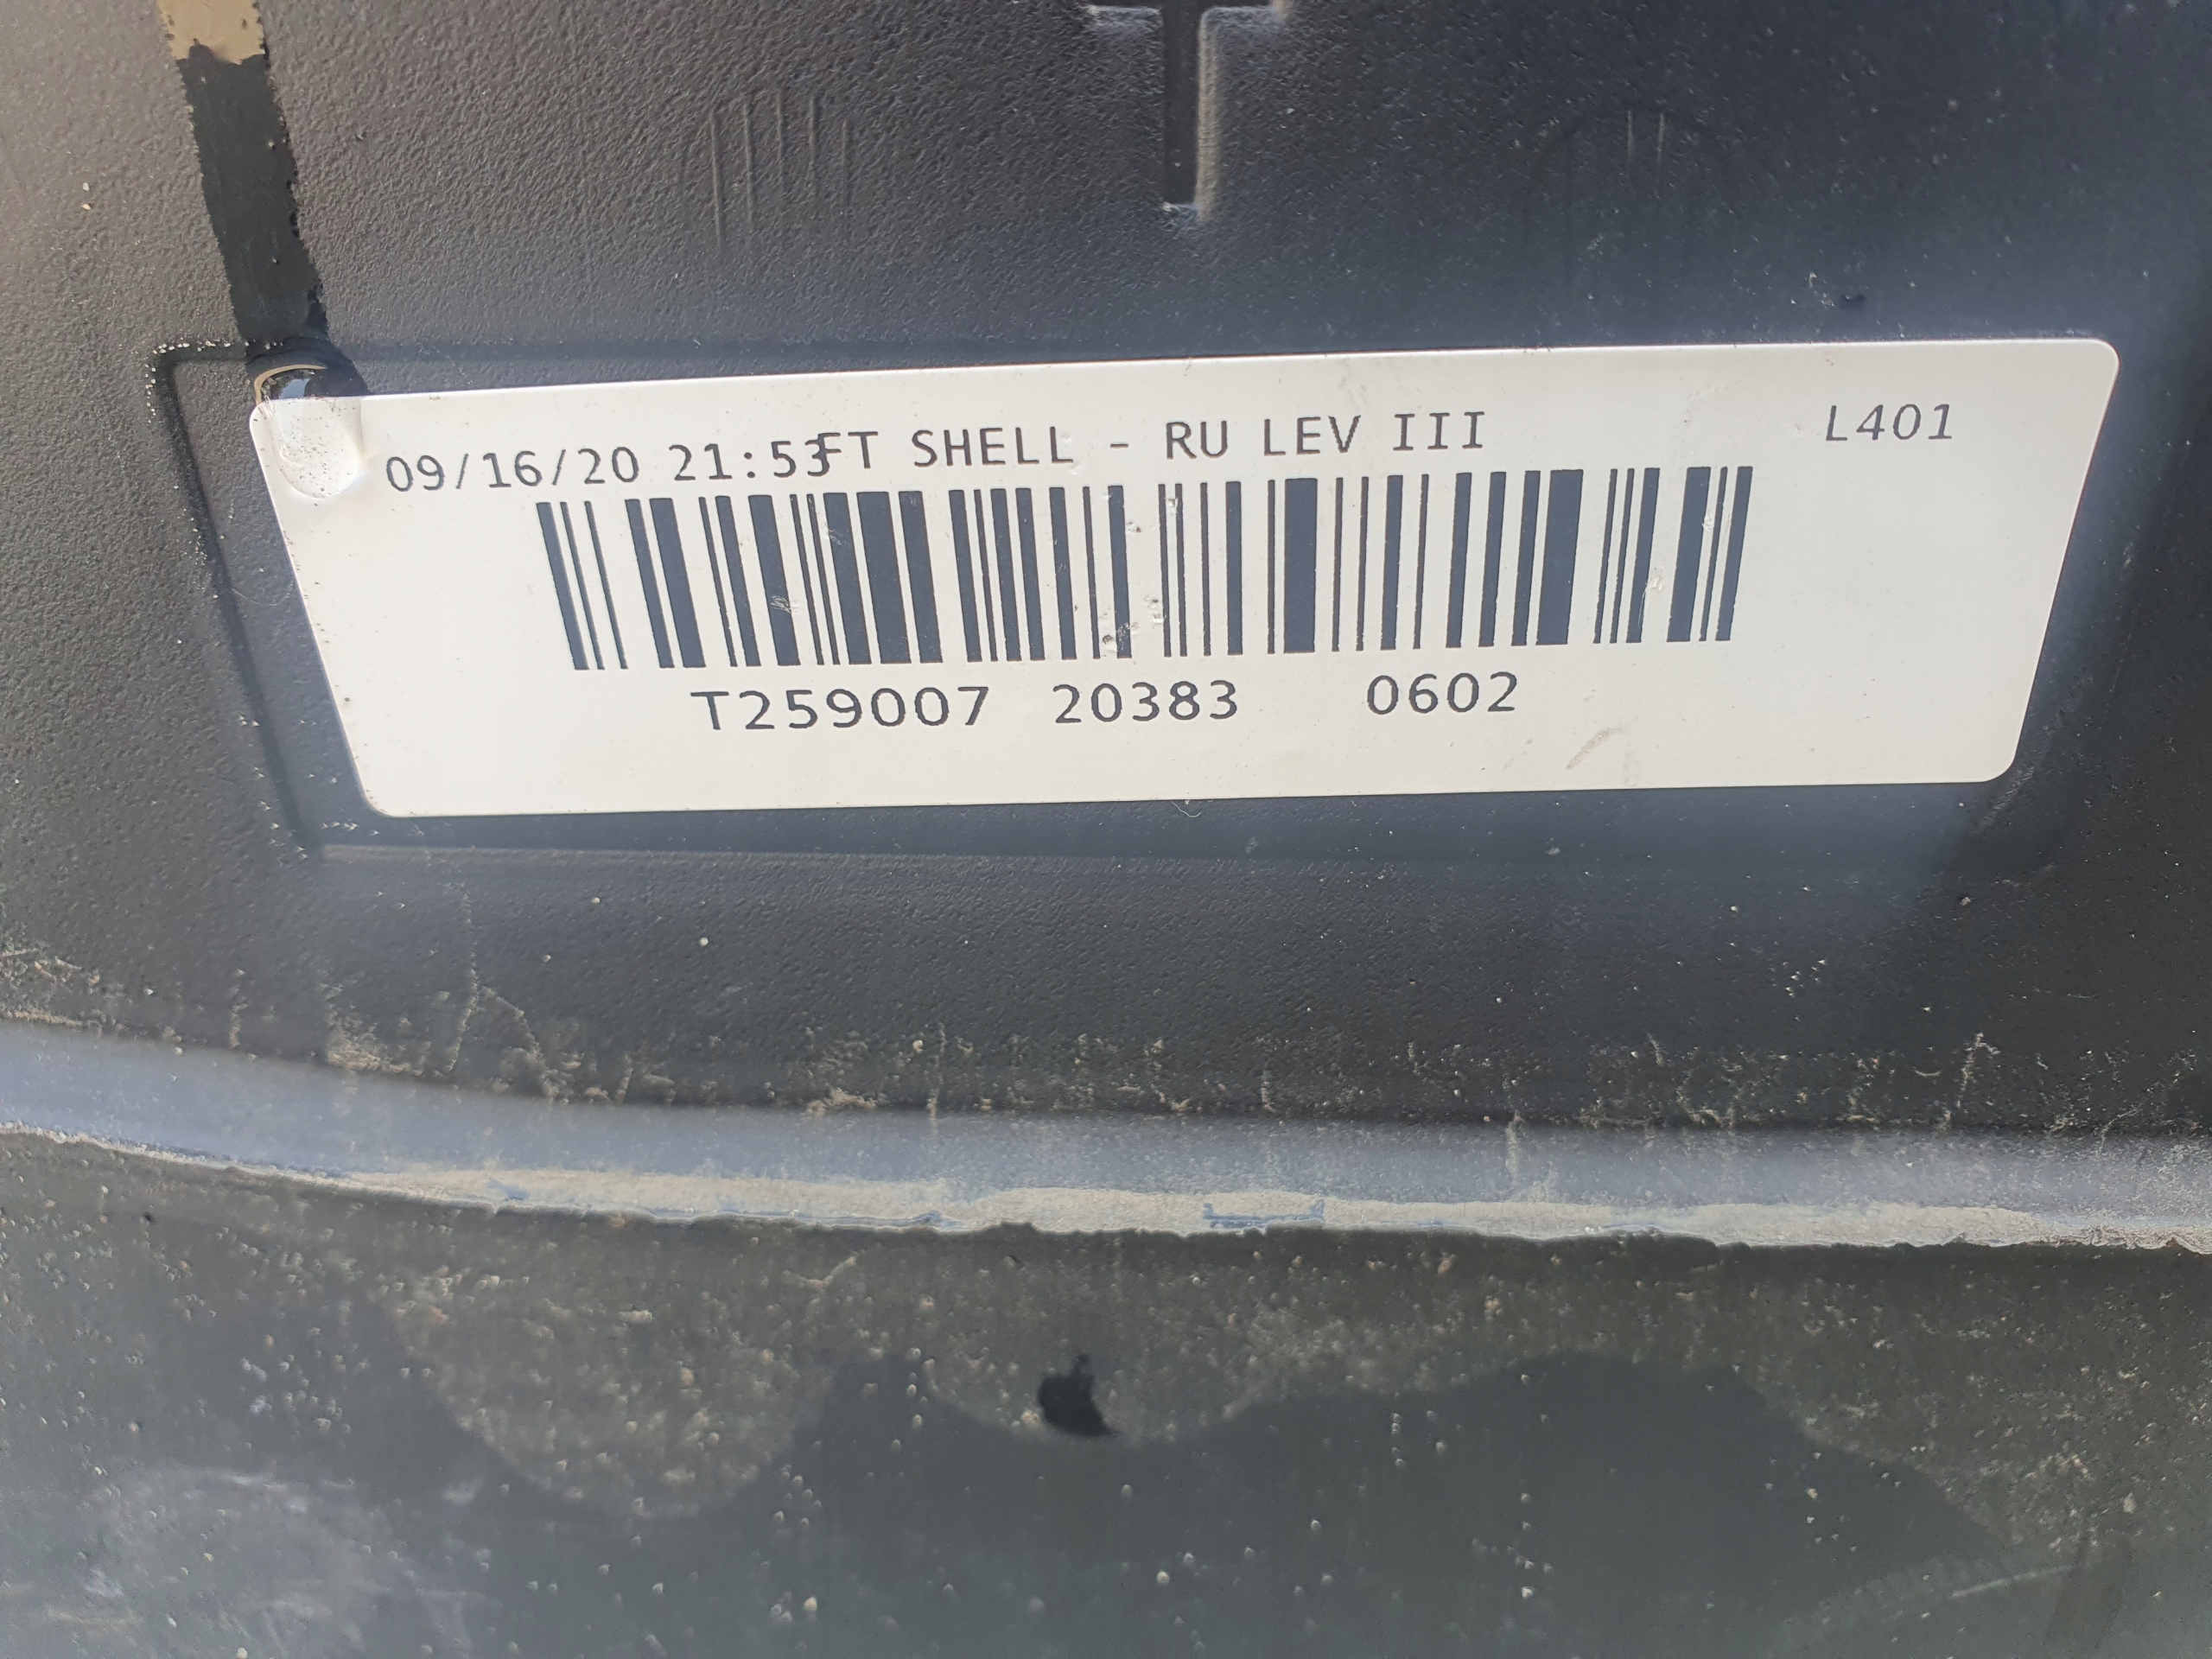 09/16/20 21:53FT SHELL - RU LEV III L401
T259007 20383 0602